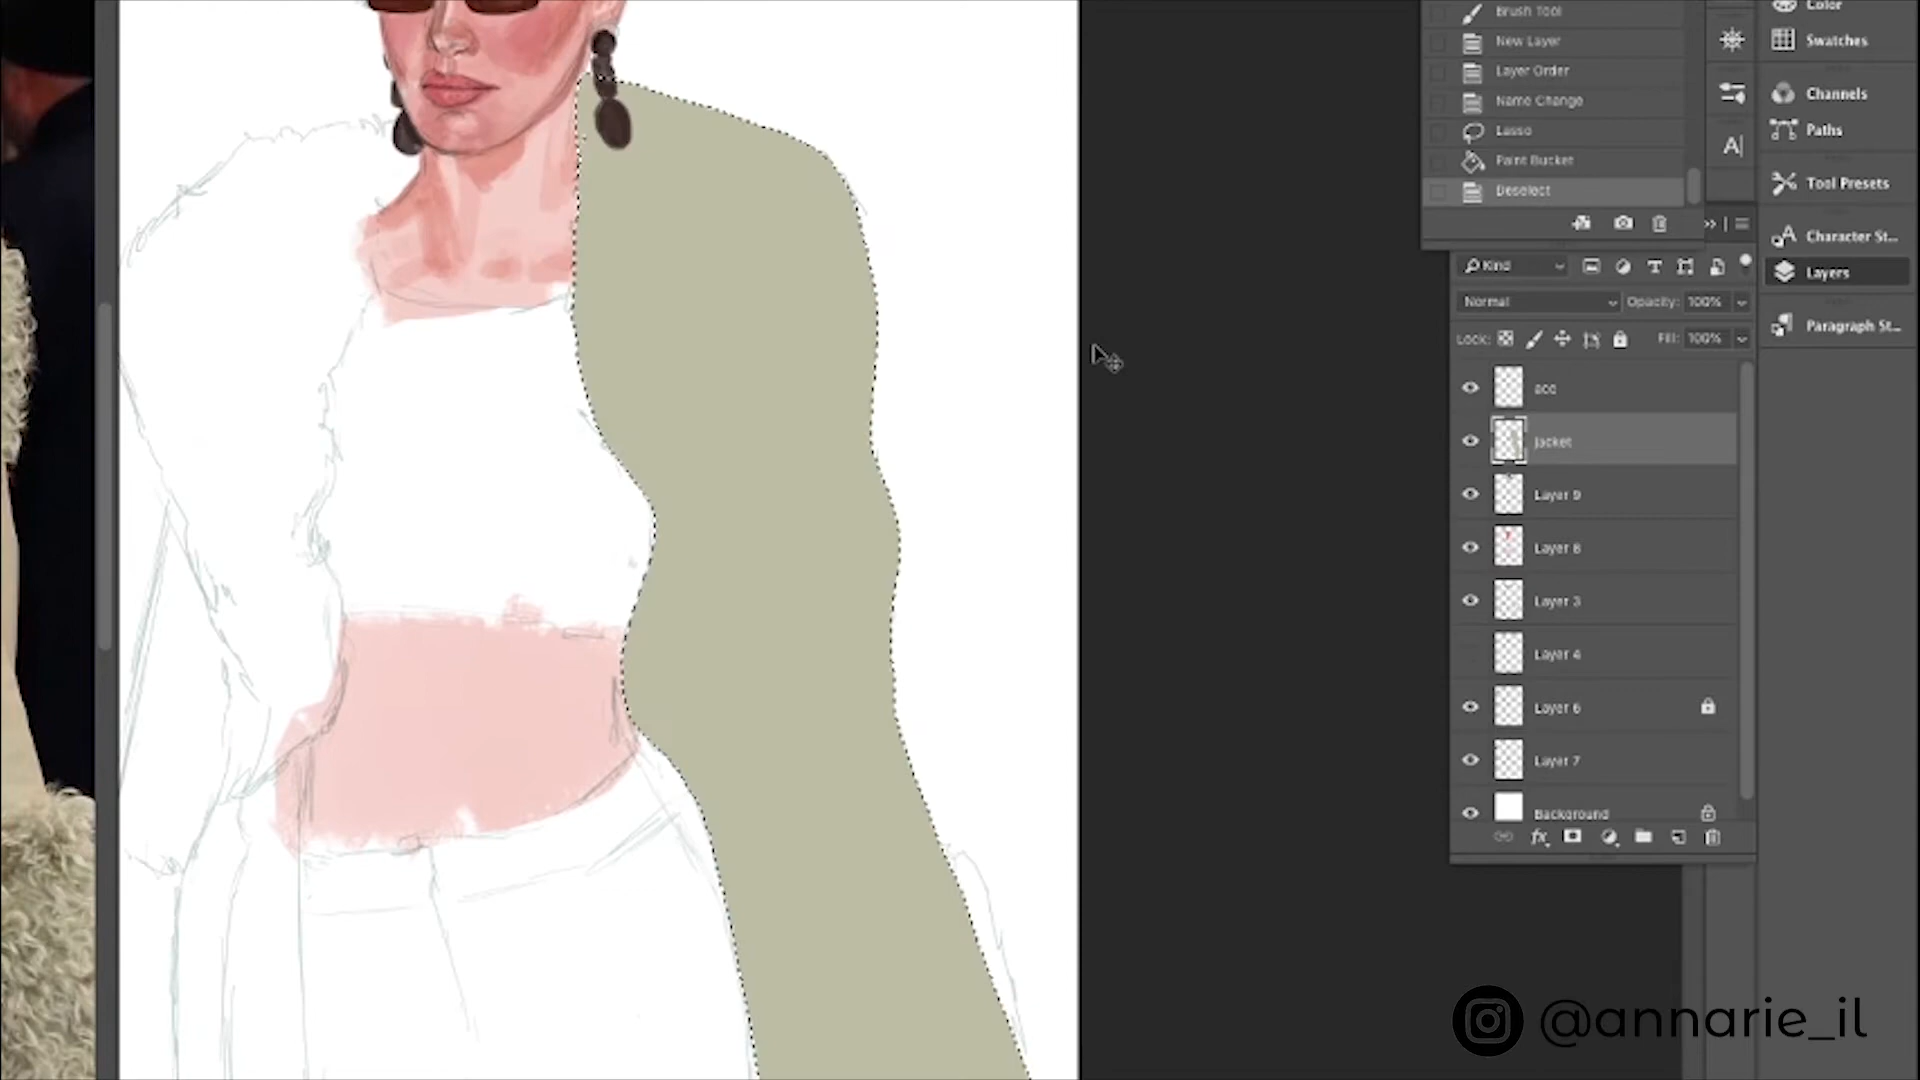 Brush Tool
New Layer
Layer Order
Name Change
Lasso
Paint Bucket
Deselect
Color
Swatches
Channels
Paths
Tool Presets
Character St...
Layers
Paragraph St...
Kind
Normal
Opacity: 100%
Lock:
Fill: 100%
acc
jacket
Layer 9
Layer 8
Layer 3
Layer 4
Layer 6
Layer 7
Background
fx
@annarie_il